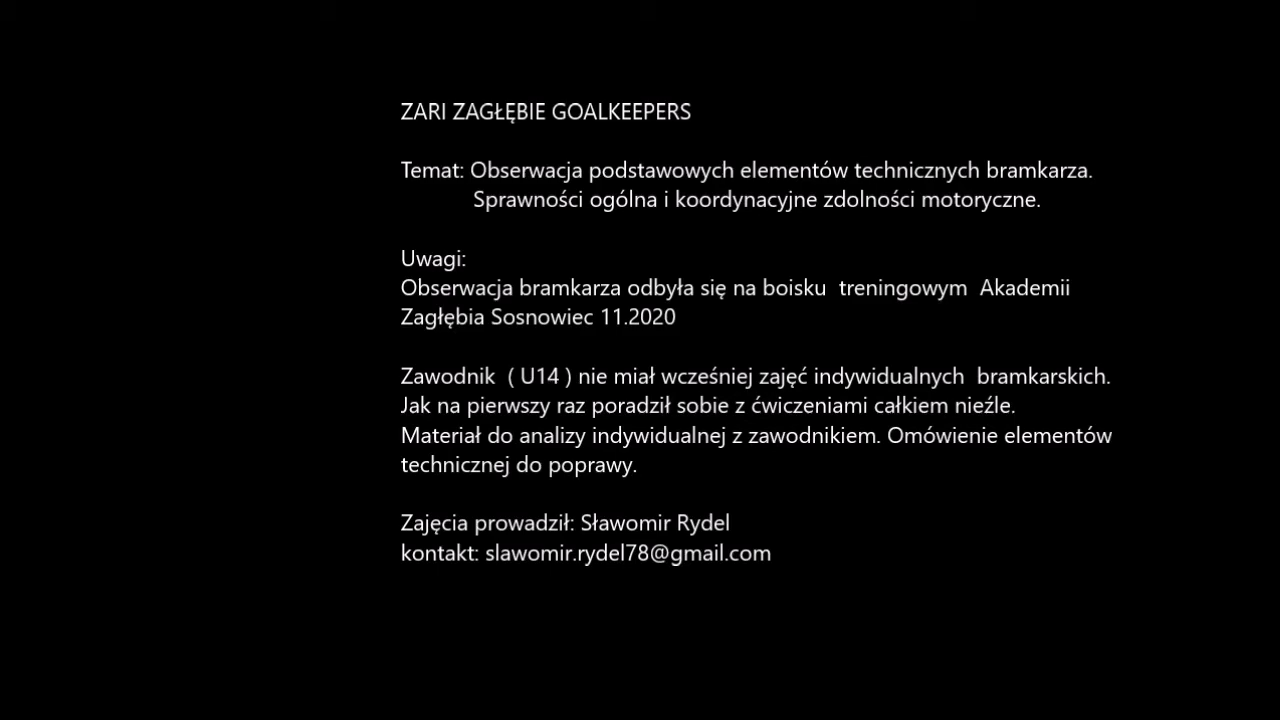 ZARI ZAGŁĘBIE GOALKEEPERS
Temat: Obserwacja podstawowych elementów technicznych bramkarza.
Sprawności ogólna i koordynacyjne zdolności motoryczne.
Uwagi:
Obserwacja bramkarza odbyła się na boisku  treningowym  Akademii
Zagłębia Sosnowiec 11.2020
Zawodnik  ( U14 ) nie miał wcześniej zajęć indywidualnych  bramkarskich.
Jak na pierwszy raz poradził sobie z ćwiczeniami całkiem nieźle.
Materiał do analizy indywidualnej z zawodnikiem. Omówienie elementów
technicznej do poprawy.
Zajęcia prowadził: Sławomir Rydel
kontakt: slawomir.rydel78@gmail.com